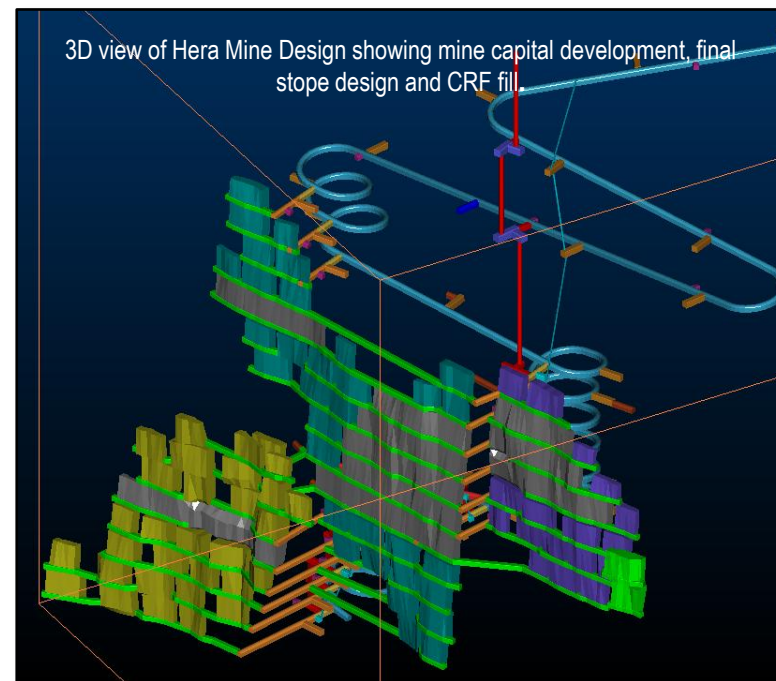 3D view of Hera Mine Design showing mine capital development, final
stope design and CRF fill.